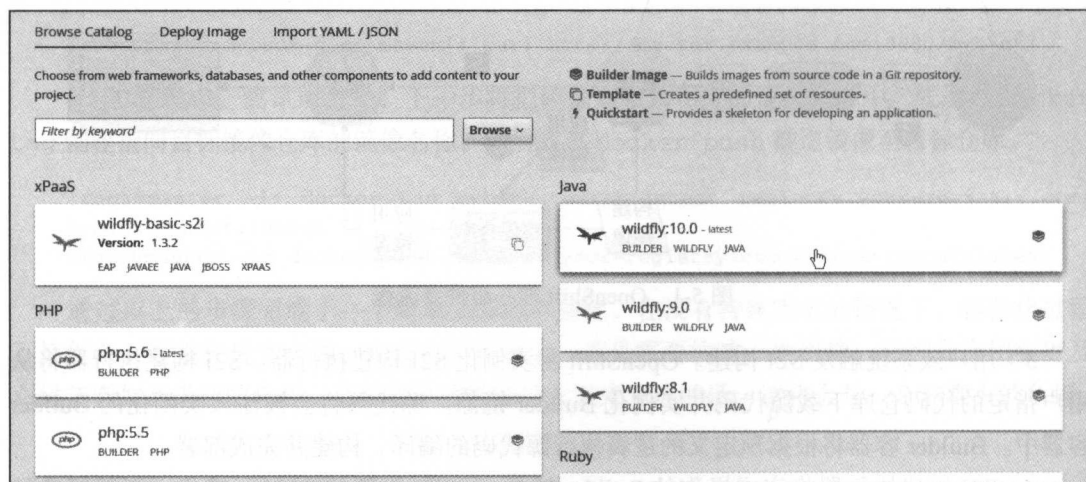 Browse Catalog Deploy Image Import YAML / JSON
Choose from web frameworks, databases, and other components to add content to your
project.
Filter by keyword Browse
Builder Image — Builds images from source code in a Git repository.
Template — Creates a predefined set of resources.
Quickstart — Provides a skeleton for developing an application.
xPaaS
wildfly-basic-s2i
Version: 1.3.2
EAP JAVAEE JAVA JBOSS XPAAS
PHP
php php:5.6 - latest
BUILDER PHP
php php:5.5
BUILDER PHP
Java
wildfly:10.0 - latest
BUILDER WILDFLY JAVA
wildfly:9.0
BUILDER WILDFLY JAVA
wildfly:8.1
BUILDER WILDFLY JAVA
Ruby